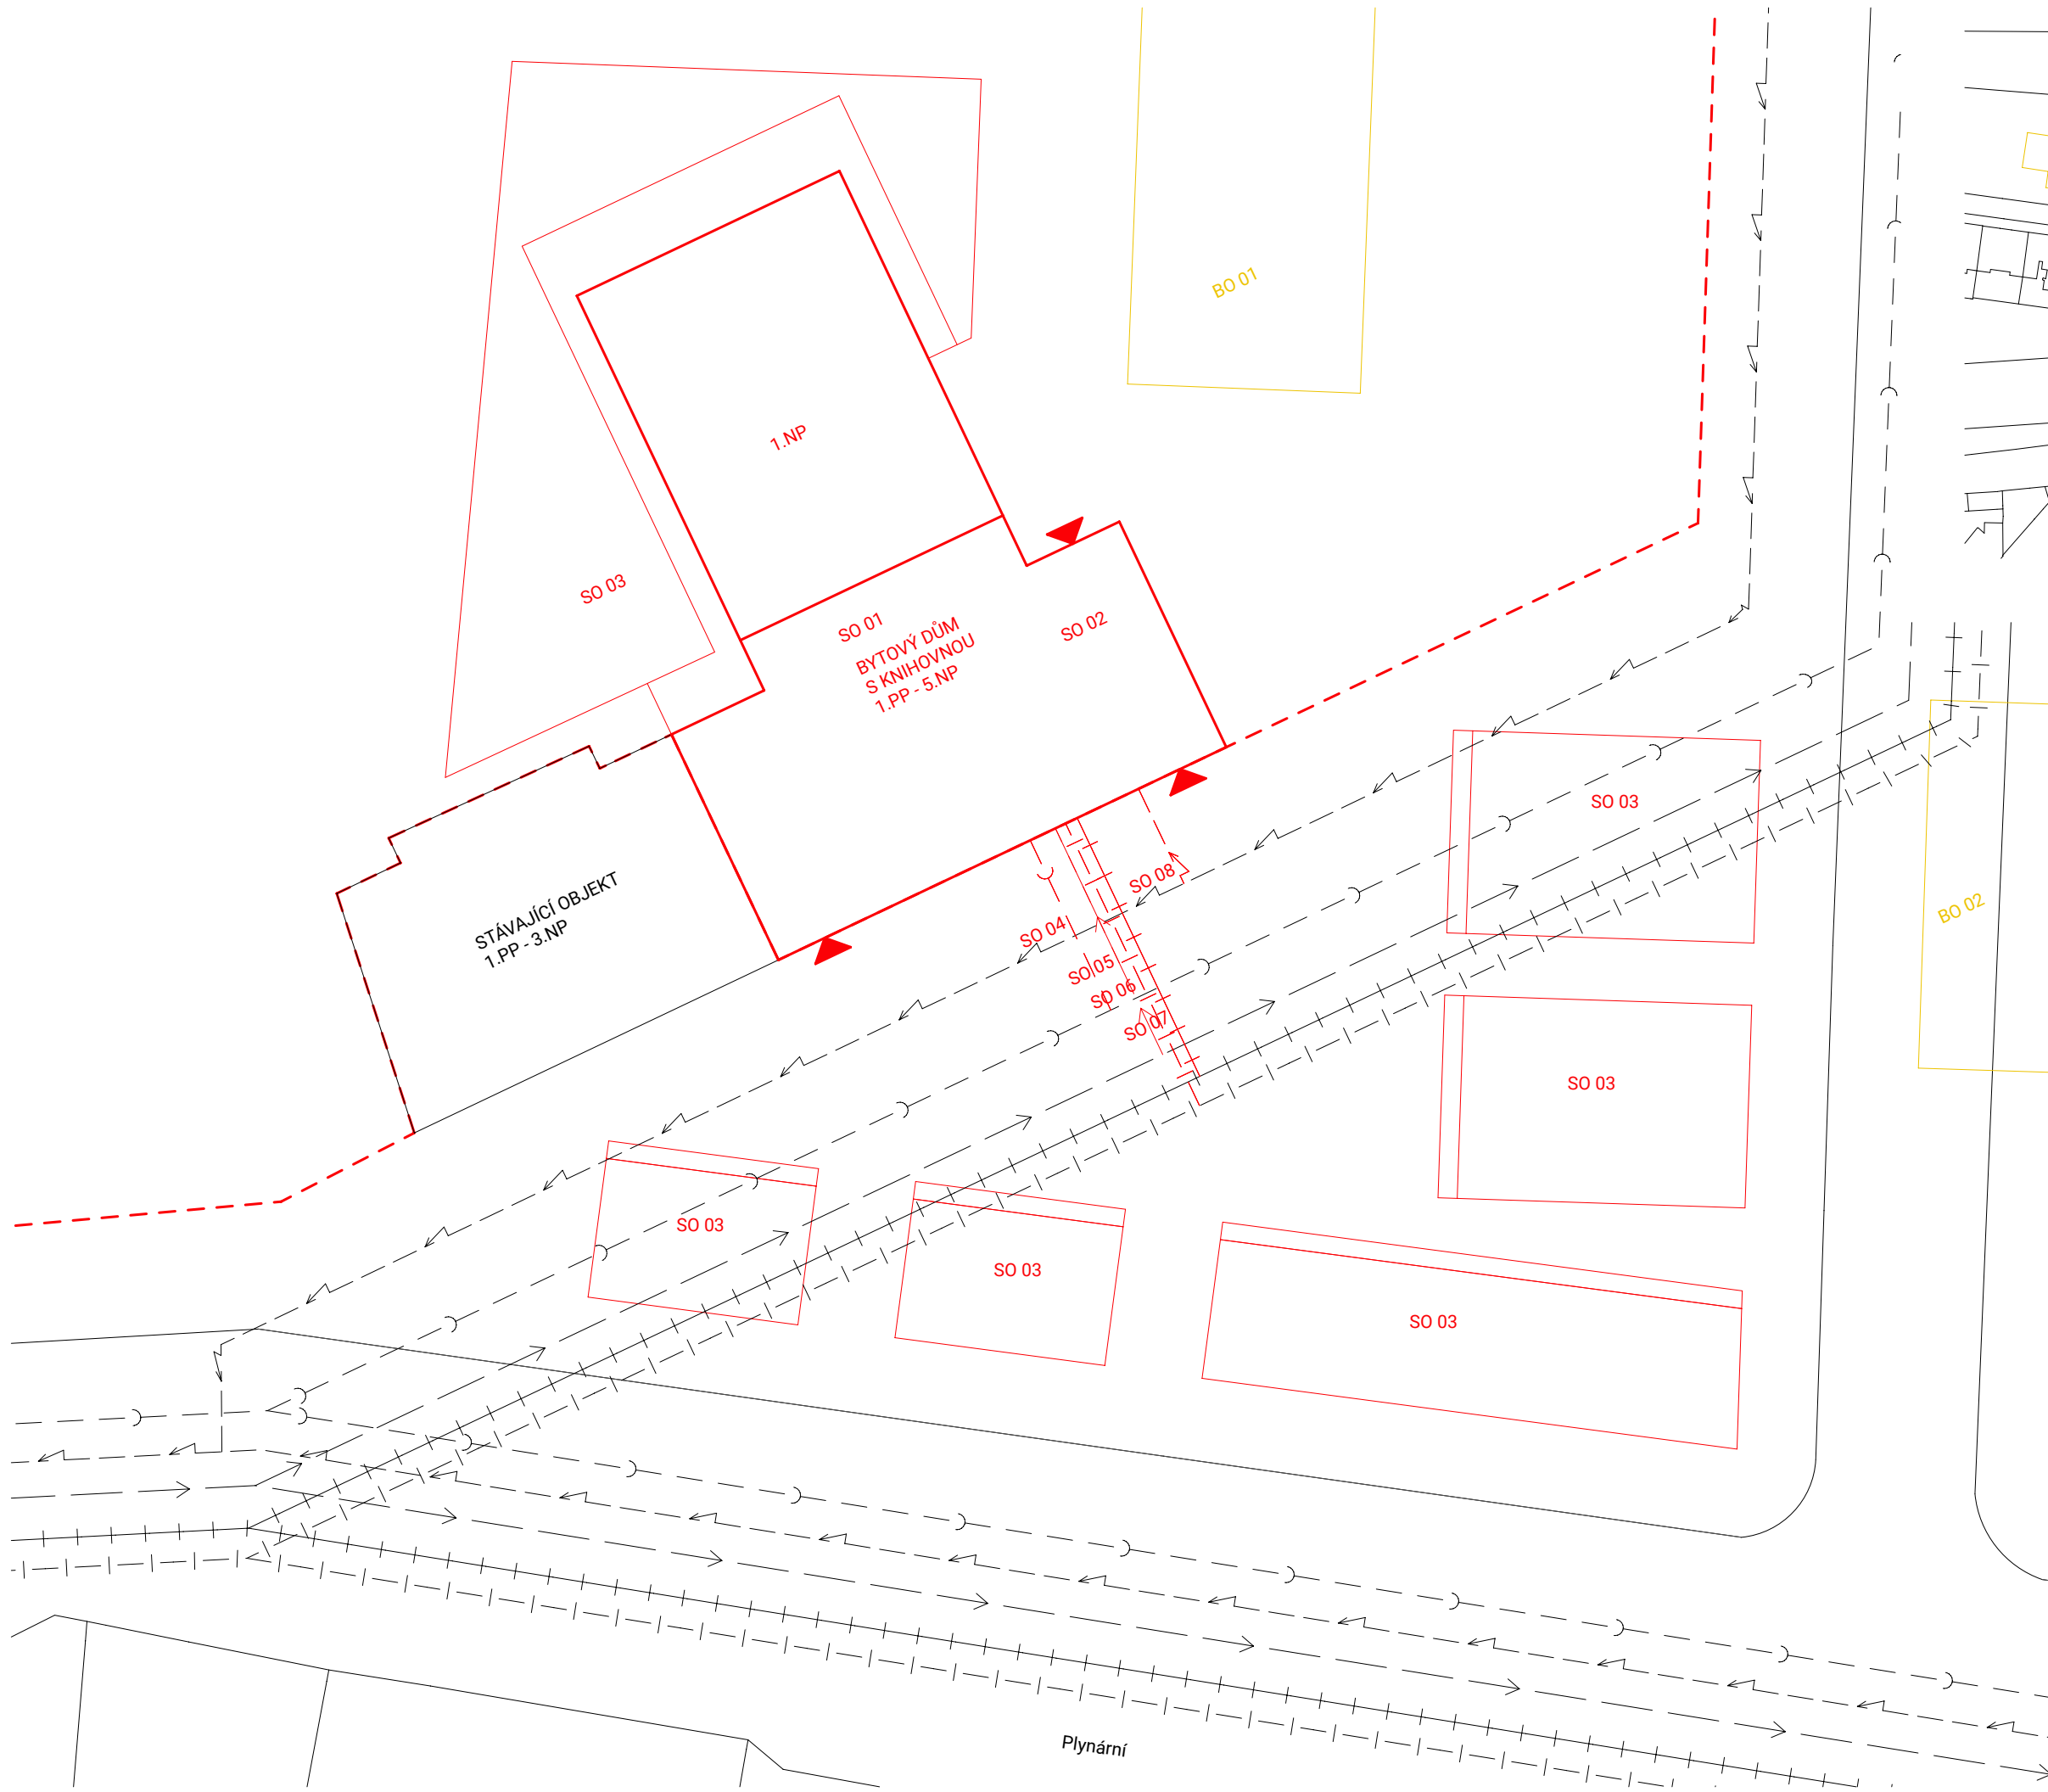 BO 01
1.NP
SO 03
SO 01
SO 02
BYTOVÝ DŮM
S KNIHOVNOU
1.PP - 5.NP
SO 03
SO 08
STÁVAJÍCÍ OBJEKT
1.PP - 3.NP
BO 02
SO 04
SO 05
SO 06
SO 07
SO 03
SO 03
SO 03
SO 03
Plynární